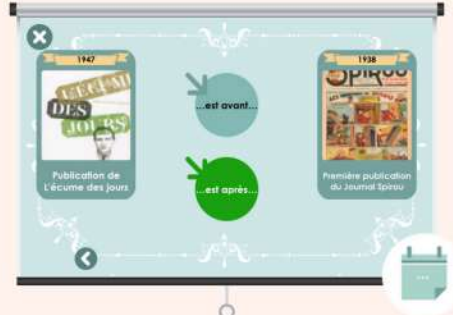 1947
L'ÉCUME
DES
JOURS
Publication de
L'écume des jours
...est avant...
...est après...
1938
SPIROU
Première publication
du Journal Spirou
...